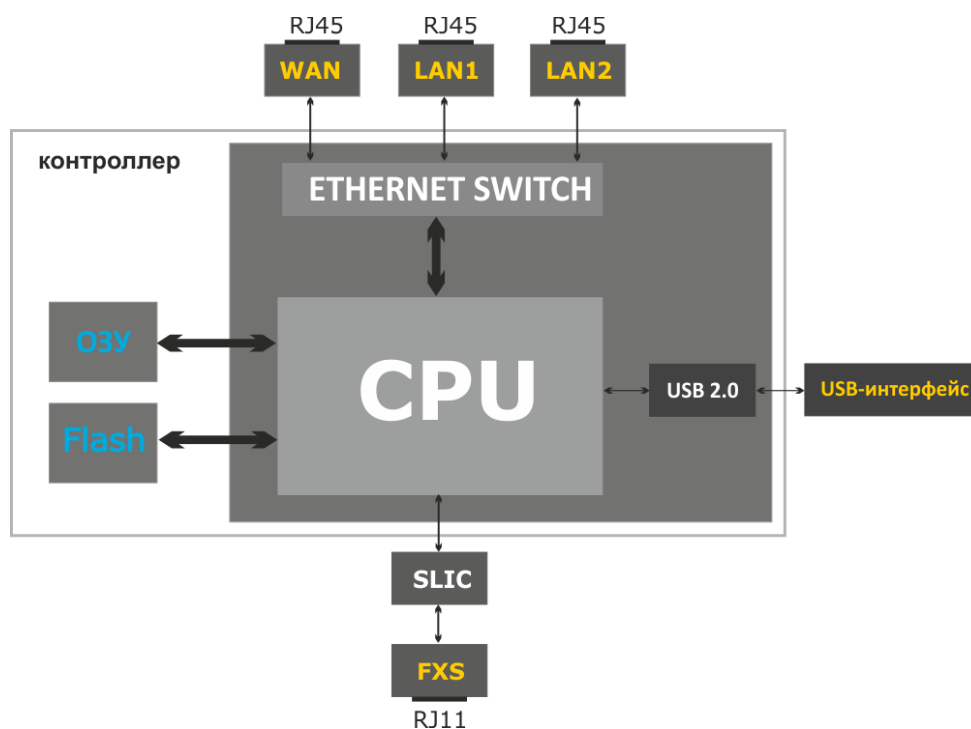 RJ45
RJ45
RJ45
WAN
LAN1
LAN2
контроллер
ETHERNET SWITCH
ОЗУ
CPU
USB 2.0
USB-интерфейс
Flash
SLIC
FXS
RJ11